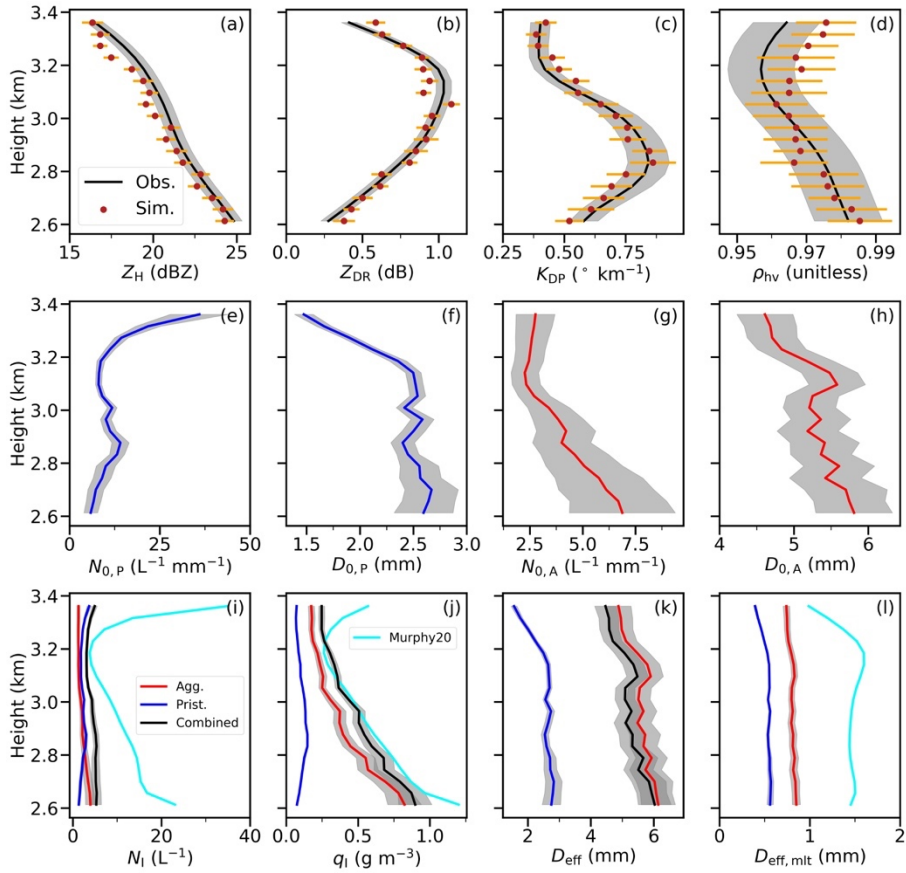 (a) (b) (c) (d)
Height (km)
3.4
3.2
3.0
2.8
2.6
Obs.
Sim.
15 20 25
0.0 0.5 1.0
0.25 0.50 0.75 1.00
0.95 0.97 0.99
Z_H (dBZ)
Z_DR (dB)
K_DP (° km⁻¹)
ρ_hv (unitless)
(e) (f) (g) (h)
Height (km)
3.4
3.2
3.0
2.8
2.6
0 25 50
1.5 2.0 2.5 3.0
0.0 2.5 5.0 7.5
4 5 6
N_0,P (L⁻¹ mm⁻¹)
D_0,P (mm)
N_0,A (L⁻¹ mm⁻¹)
D_0,A (mm)
(i) (j) (k) (l)
Height (km)
3.4
3.2
3.0
2.8
2.6
Agg.
Prist.
Combined
Murphy20
0 20 40
0.0 0.5 1.0
2 4 6
0 1 2
N_I (L⁻¹)
q_I (g m⁻³)
D_eff (mm)
D_eff,mlt (mm)